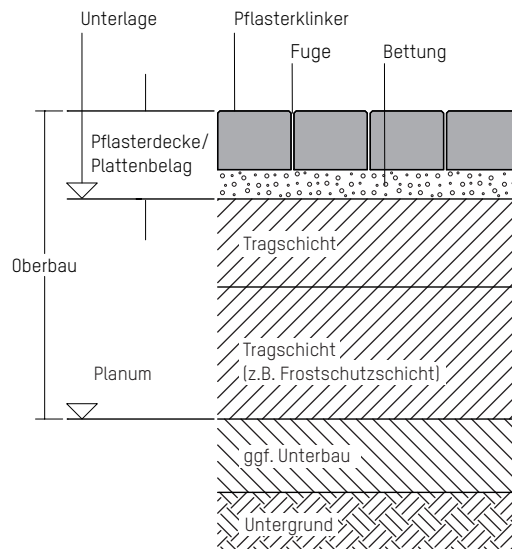 Unterlage
Pflasterklinker
Fuge
Bettung
Pflasterdecke/
Plattenbelag
Oberbau
Tragschicht
Tragschicht
(z.B. Frostschutzschicht)
Planum
ggf. Unterbau
Untergrund